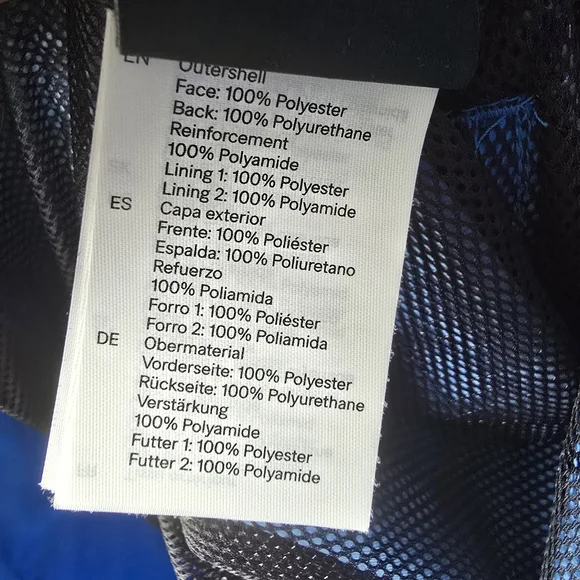 EN Outershell
Face: 100% Polyester
Back: 100% Polyurethane
Reinforcement
100% Polyamide
Lining 1: 100% Polyester
Lining 2: 100% Polyamide
ES Capa exterior
Frente: 100% Poliéster
Espalda: 100% Poliuretano
Refuerzo
100% Poliamida
Forro 1: 100% Poliéster
Forro 2: 100% Poliamida
DE Obermaterial
Vorderseite: 100% Polyester
Rückseite: 100% Polyurethane
Verstärkung
100% Polyamide
Futter 1: 100% Polyester
Futter 2: 100% Polyamide